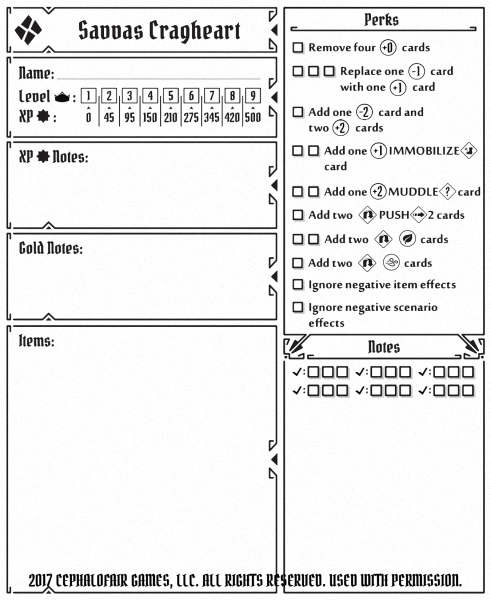 Savvas Cragheart
Name:
Level :
1 2 3 4 5 6 7 8 9
XP :
0 45 95 150 210 275 345 420 500
XP Notes:
Gold Notes:
Items:
Perks
Remove four +0 cards
Replace one -1 card
with one +1 card
Add one -2 card and
two +2 cards
Add one +1 IMMOBILIZE
card
Add one +2 MUDDLE ? card
Add two PUSH 2 cards
Add two cards
Add two cards
Ignore negative item effects
Ignore negative scenario
effects
Notes
: : :
: : :
2017 CEPHALOFAIR GAMES, LLC. ALL RIGHTS RESERVED. USED WITH PERMISSION.